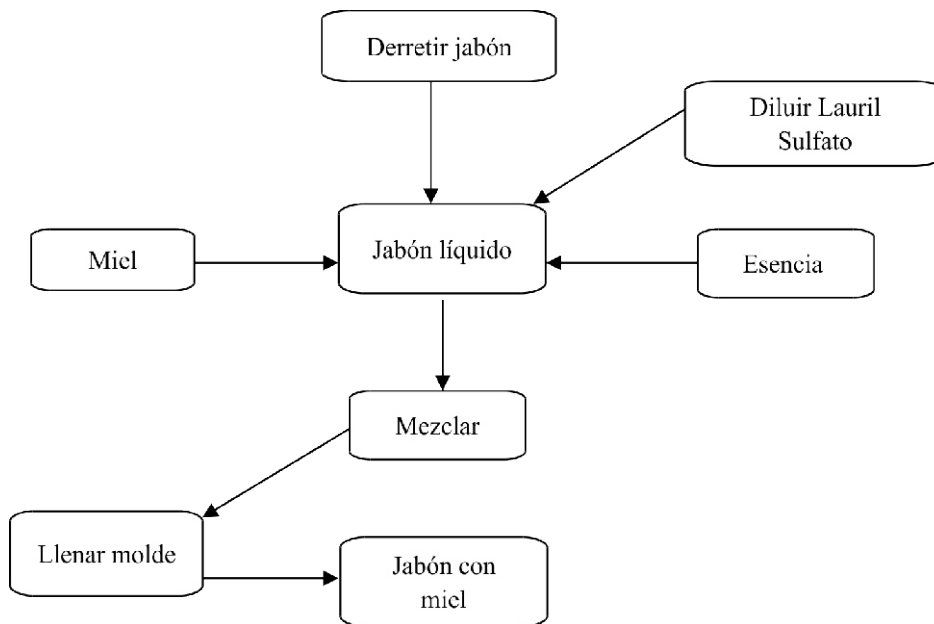 Derretir jabón
Diluir Lauril
Sulfato
Miel
Jabón líquido
Esencia
Mezclar
Llenar molde
Jabón con
miel